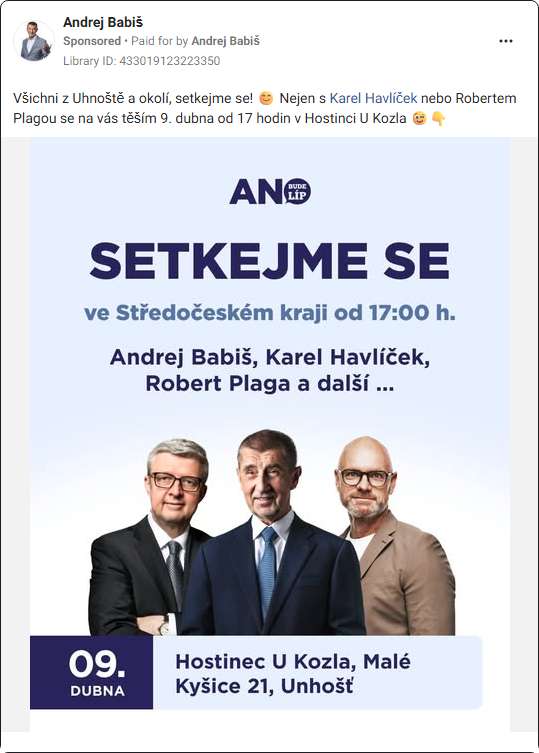 Andrej Babiš
Sponsored • Paid for by Andrej Babiš
Library ID: 433019123223350
Všichni z Uhnoště a okolí, setkejme se! 😊 Nejen s Karel Havlíček nebo Robertem
Plagou se na vás těším 9. dubna od 17 hodin v Hostinci U Kozla 😉 👇
ANO
BUDE
LÍP
SETKEJME SE
ve Středočeském kraji od 17:00 h.
Andrej Babiš, Karel Havlíček,
Robert Plaga a další ...
09.
DUBNA
Hostinec U Kozla, Malé
Kyšice 21, Unhošť